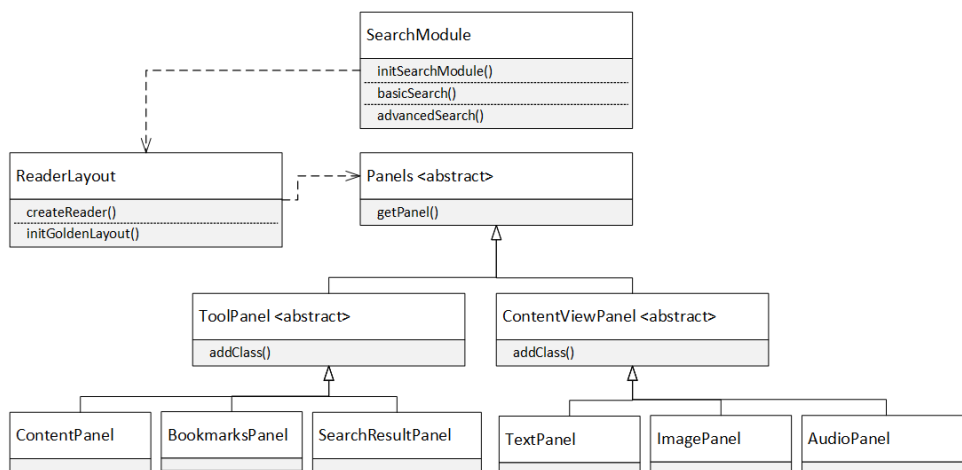 SearchModule
initSearchModule()
basicSearch()
advancedSearch()
ReaderLayout
createReader()
initGoldenLayout()
Panels <abstract>
getPanel()
ToolPanel <abstract>
addClass()
ContentViewPanel <abstract>
addClass()
ContentPanel
BookmarksPanel
SearchResultPanel
TextPanel
ImagePanel
AudioPanel